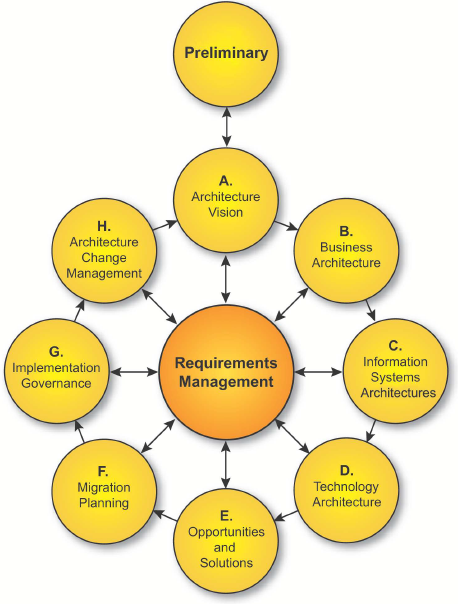 Preliminary
A.
Architecture
Vision
B.
Business
Architecture
C.
Information
Systems
Architectures
D.
Technology
Architecture
E.
Opportunities
and
Solutions
F.
Migration
Planning
G.
Implementation
Governance
H.
Architecture
Change
Management
Requirements
Management